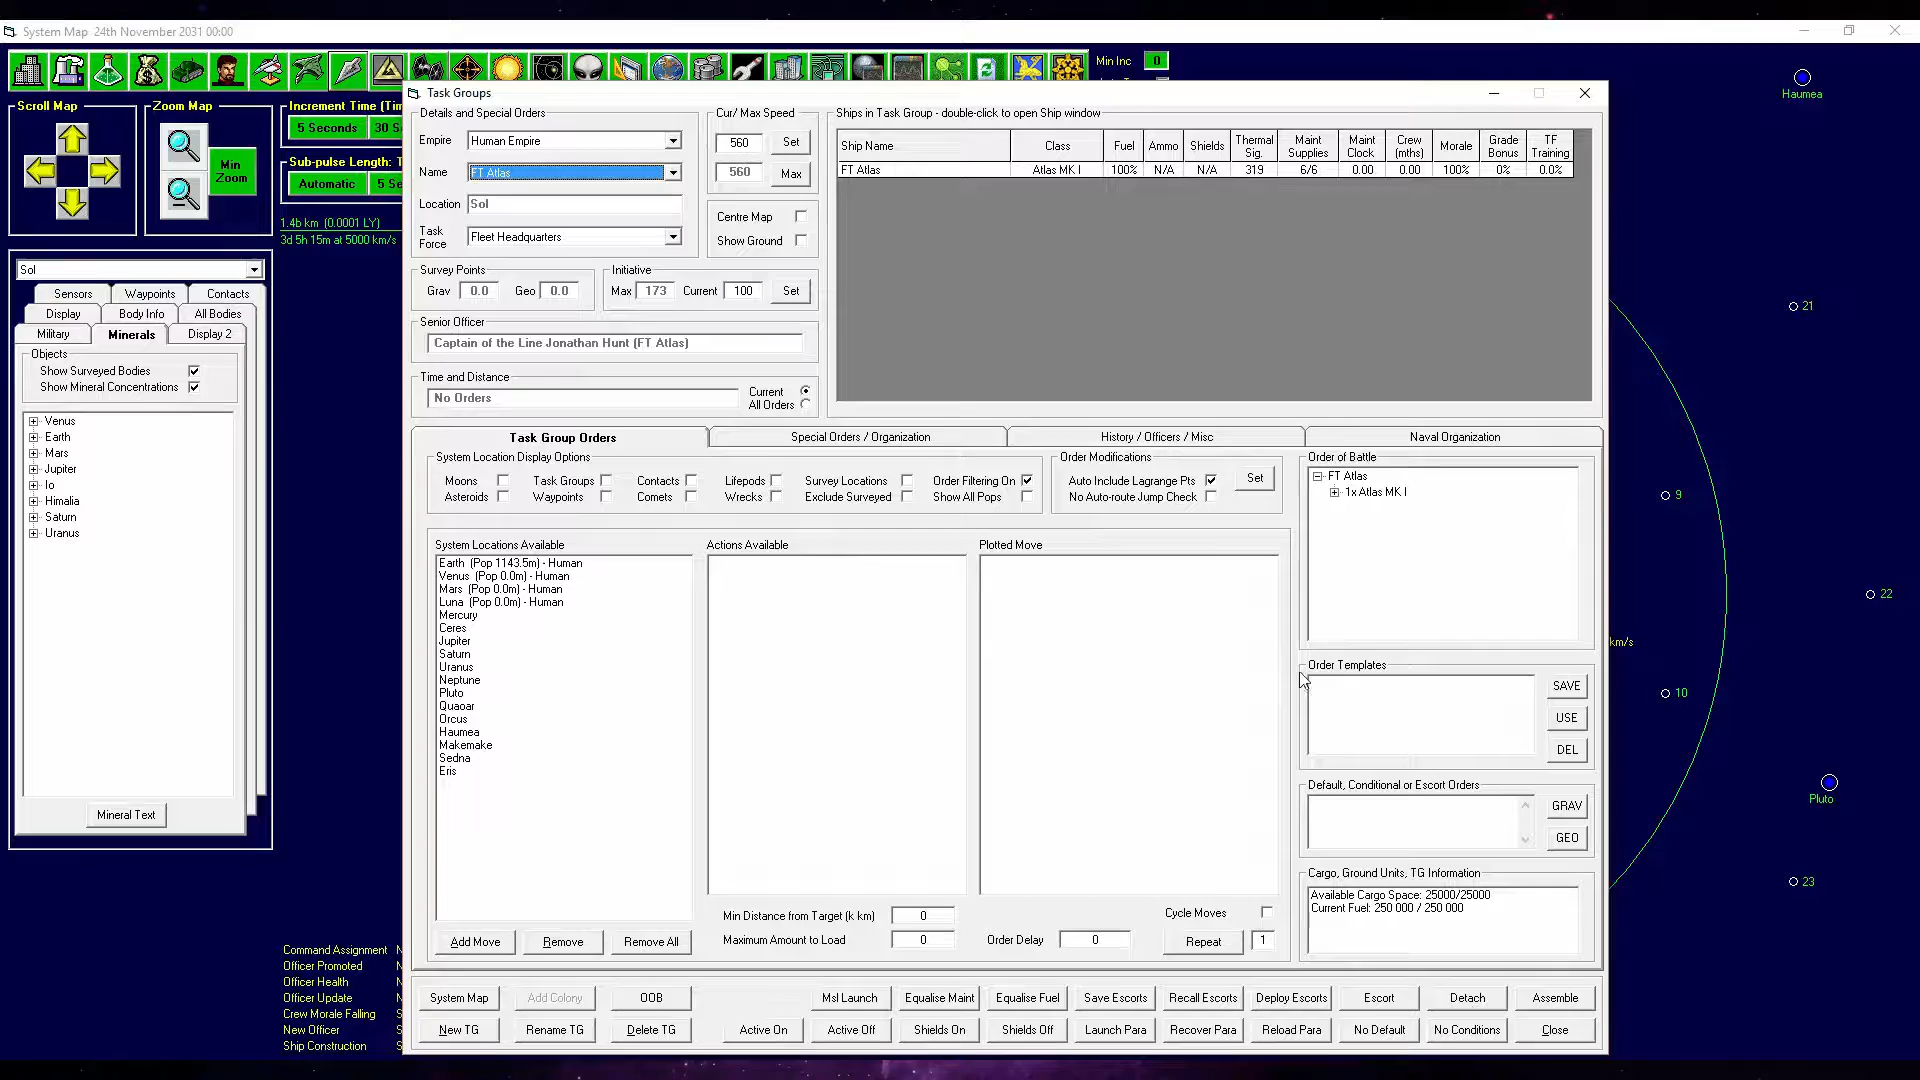 System Map   24th November 2031 00:00
Min Inc 0
Haumea
Scroll Map
Zoom Map
Min Zoom
Increment Time (Tim
5 Seconds
30 S
Sub-pulse Length: T
Automatic
5 Se
1.4b km  (0.0001 LY)
3d 5h 15m at 5000 km/s
Sol
Sensors
Waypoints
Contacts
Display
Body Info
All Bodies
Military
Minerals
Display 2
Objects
Show Surveyed Bodies
Show Mineral Concentrations
Venus
Earth
Mars
Jupiter
Io
Himalia
Saturn
Uranus
Mineral Text
Command Assignment N
Officer Promoted N
Officer Health N
Officer Update N
Crew Morale Falling S
New Officer S
Ship Construction S
Task Groups
Details and Special Orders
Empire Human Empire
Name FT Atlas
Location Sol
Task Force Fleet Headquarters
Cur/ Max Speed
560 Set
560 Max
Centre Map
Show Ground
Survey Points
Grav 0.0 Geo 0.0
Initiative
Max 173 Current 100 Set
Senior Officer
Captain of the Line Jonathan Hunt (FT Atlas)
Time and Distance
No Orders
Current
All Orders
Ships in Task Group - double-click to open Ship window
Ship Name Class Fuel Ammo Shields Thermal Sig. Maint Supplies Maint Clock Crew (mths) Morale Grade Bonus TF Training
FT Atlas Atlas MK I 100% N/A N/A 319 6/6 0.00 0.00 100% 0% 0.0%
Task Group Orders
Special Orders / Organization
History / Officers / Misc
Naval Organization
System Location Display Options
Moons Task Groups Contacts Lifepods Survey Locations Order Filtering On
Asteroids Waypoints Comets Wrecks Exclude Surveyed Show All Pops
Order Modifications
Auto Include Lagrange Pts Set
No Auto-route Jump Check
Order of Battle
FT Atlas
1x Atlas MK I
System Locations Available
Earth  (Pop 1143.5m) - Human
Venus  (Pop 0.0m) - Human
Mars  (Pop 0.0m) - Human
Luna  (Pop 0.0m) - Human
Mercury
Ceres
Jupiter
Saturn
Uranus
Neptune
Pluto
Quaoar
Orcus
Haumea
Makemake
Sedna
Eris
Actions Available
Plotted Move
Order Templates
SAVE
USE
DEL
Default, Conditional or Escort Orders
GRAV
GEO
Cargo, Ground Units, TG Information
Available Cargo Space: 25000/25000
Current Fuel: 250 000 / 250 000
Min Distance from Target (k km) 0
Maximum Amount to Load 0
Order Delay 0
Cycle Moves
Repeat 1
Add Move
Remove
Remove All
System Map Add Colony OOB Msl Launch Equalise Maint Equalise Fuel Save Escorts Recall Escorts Deploy Escorts Escort Detach Assemble
New TG Rename TG Delete TG Active On Active Off Shields On Shields Off Launch Para Recover Para Reload Para No Default No Conditions Close
21
9
22
km/s
10
Pluto
23